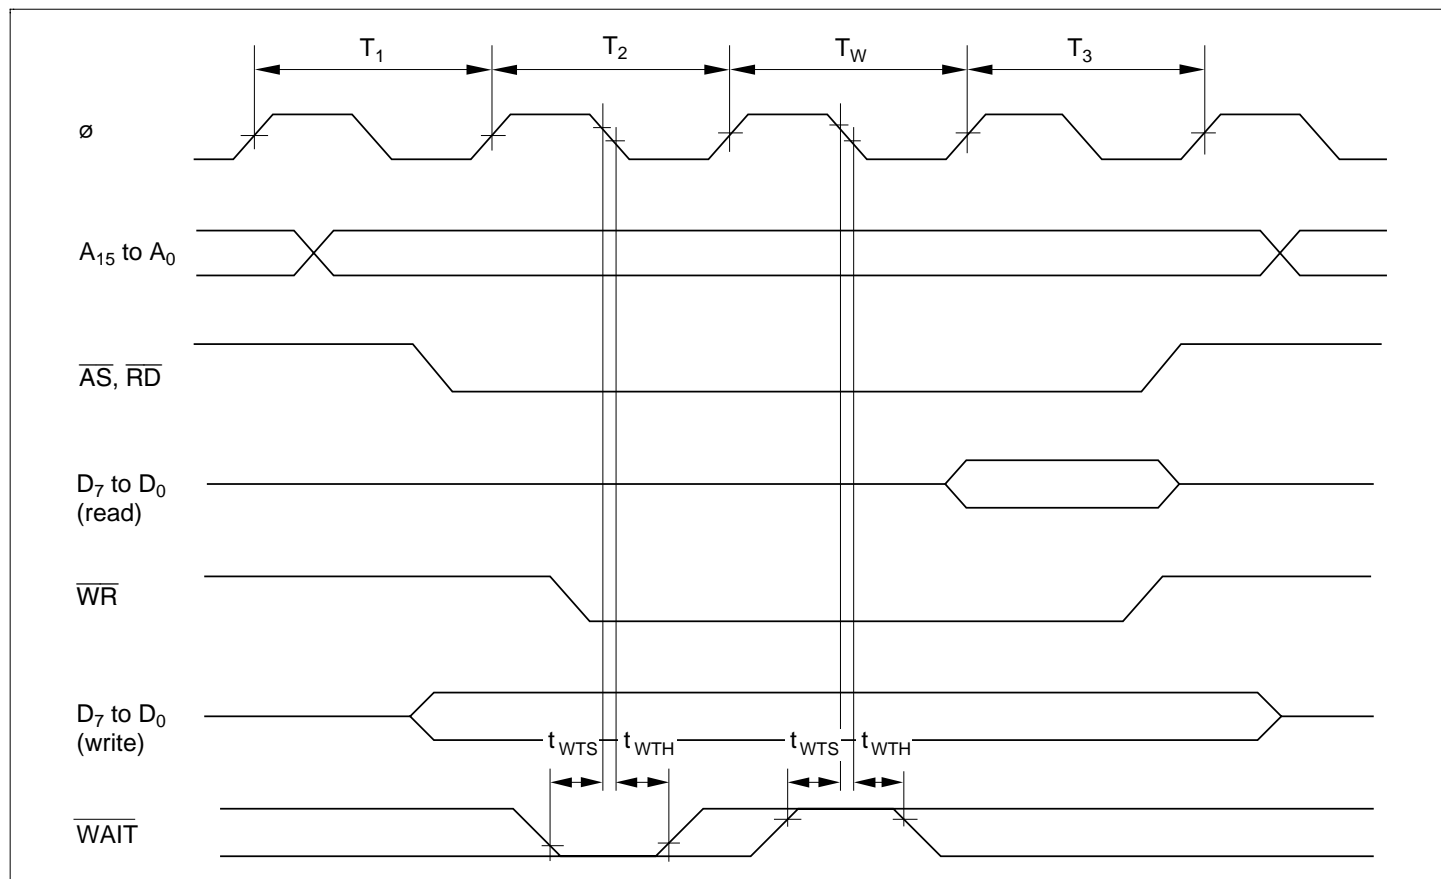 T1 T2 TW T3
ø
A15 to A0
AS, RD
D7 to D0
(read)
WR
D7 to D0
(write)
tWTS tWTH tWTS tWTH
WAIT